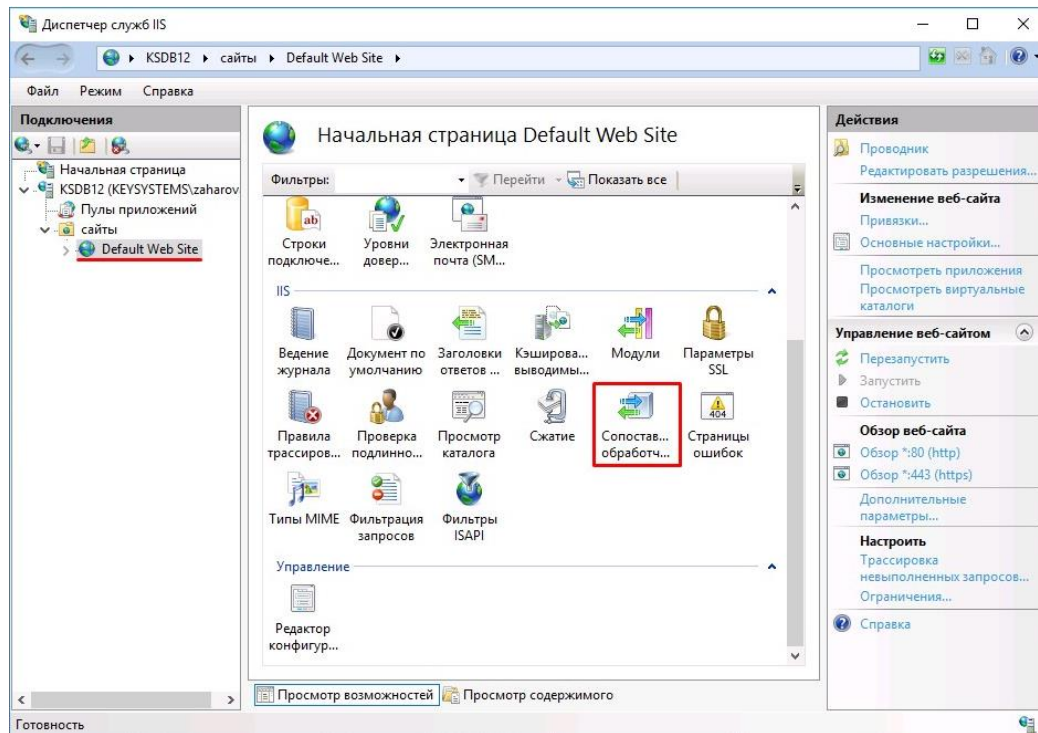 Диспетчер служб IIS
KSDB12 сайты Default Web Site
Файл Режим Справка
Подключения
Начальная страница
KSDB12 (KEYSYSTEMS\zaharov
Пулы приложений
сайты
Default Web Site
Начальная страница Default Web Site
Фильтры: Перейти Показать все
Строки
подключе...
Уровни
довер...
Электронная
почта (SM...
IIS
Ведение
журнала
Документ по
умолчанию
Заголовки
ответов ...
Кэширова...
выводимы...
Модули
Параметры
SSL
Правила
трассиров...
Проверка
подлинно...
Просмотр
каталога
Сжатие
Сопостав...
обработч...
Страницы
ошибок
Типы MIME
Фильтрация
запросов
Фильтры
ISAPI
Управление
Редактор
конфигур...
Просмотр возможностей Просмотр содержимого
Действия
Проводник
Редактировать разрешения...
Изменение веб-сайта
Привязки...
Основные настройки...
Просмотреть приложения
Просмотреть виртуальные
каталоги
Управление веб-сайтом
Перезапустить
Запустить
Остановить
Обзор веб-сайта
Обзор *:80 (http)
Обзор *:443 (https)
Дополнительные
параметры...
Настроить
Трассировка
невыполненных запросов...
Ограничения...
Справка
Готовность